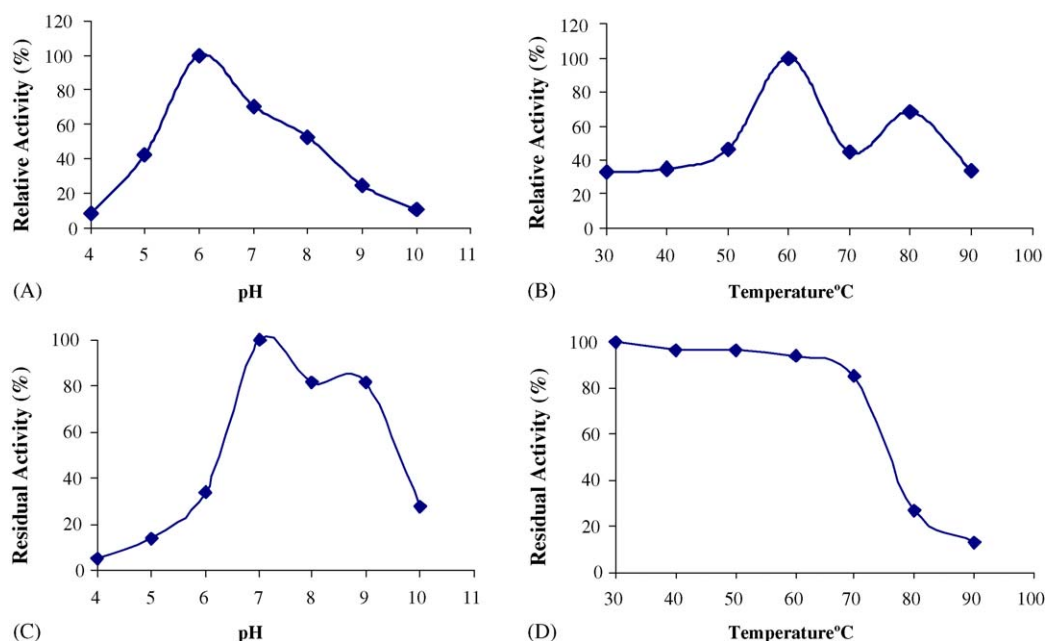 Relative Activity (%)
120
100
80
60
40
20
0
4 5 6 7 8 9 10 11
(A) pH
Relative Activity (%)
120
100
80
60
40
20
0
30 40 50 60 70 80 90 100
(B) Temperature°C
Residual Activity (%)
100
80
60
40
20
0
4 5 6 7 8 9 10 11
(C) pH
Residual Activity (%)
100
80
60
40
20
0
30 40 50 60 70 80 90 100
(D) Temperature°C